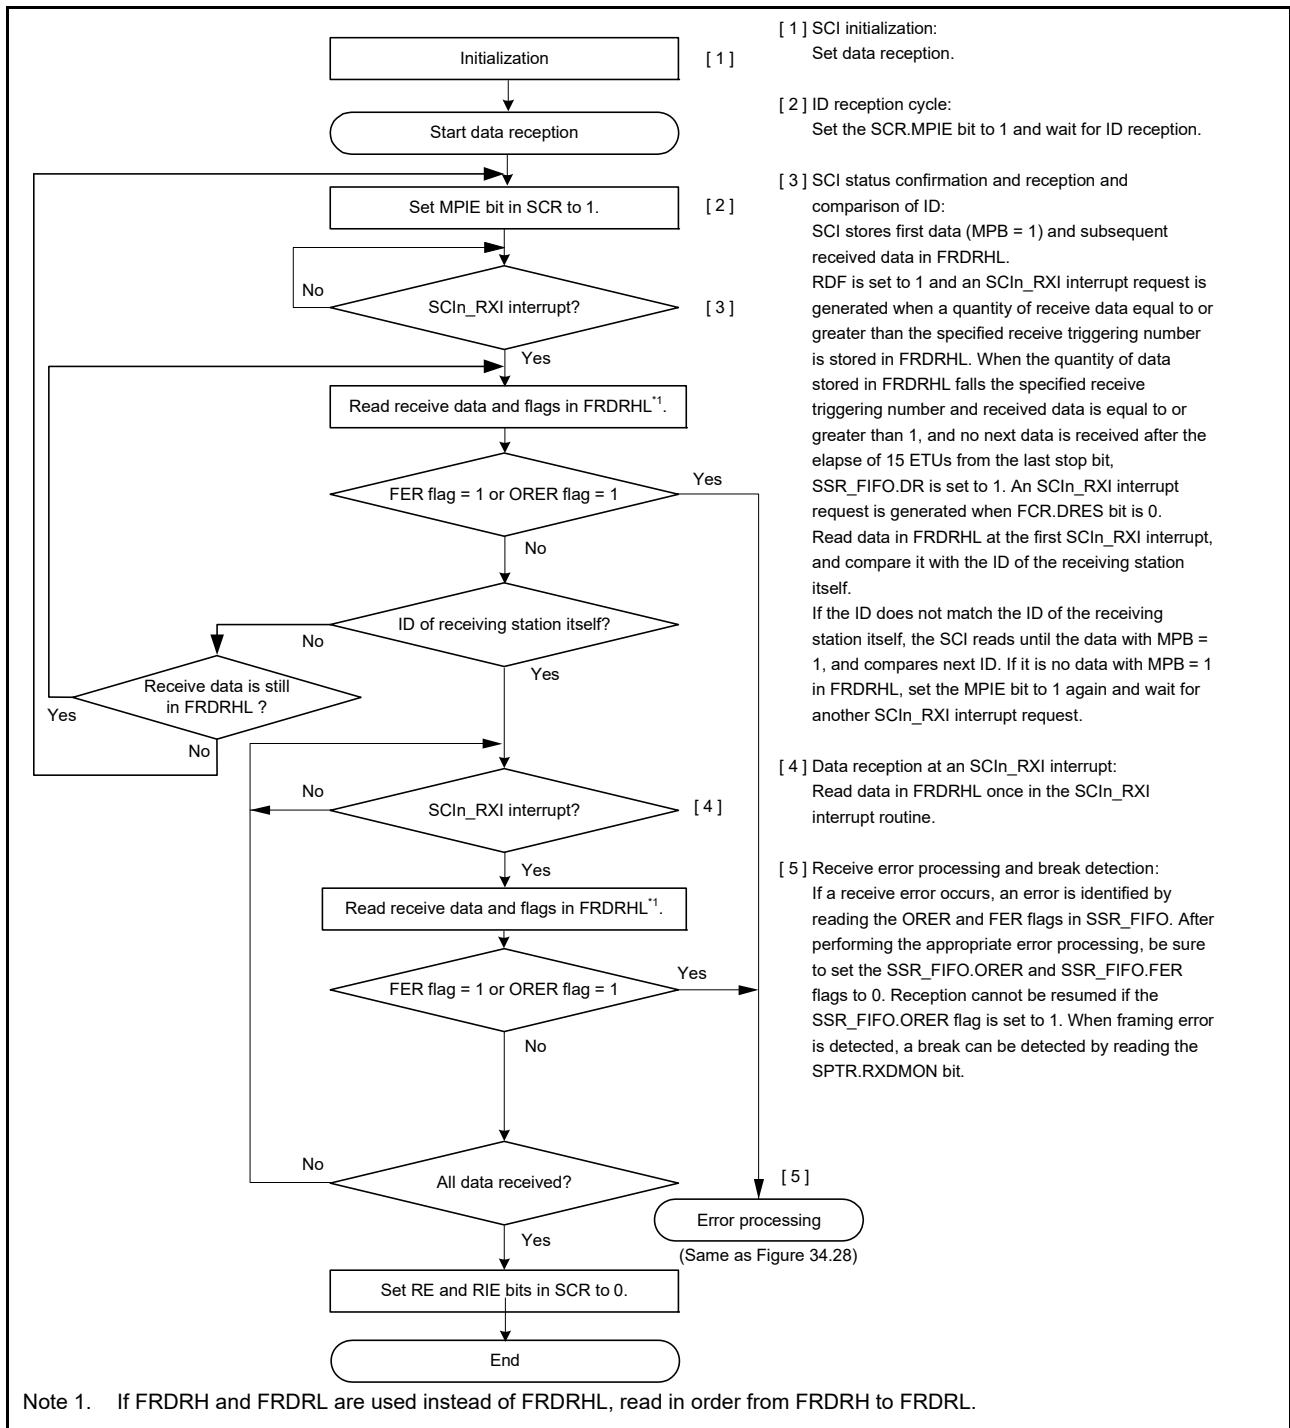 Initialization
[ 1 ]
Start data reception
Set MPIE bit in SCR to 1.
[ 2 ]
No
SCIn_RXI interrupt?
[ 3 ]
Yes
Read receive data and flags in FRDRHL*1.
FER flag = 1 or ORER flag = 1
Yes
No
ID of receiving station itself?
No
Yes
Receive data is still
in FRDRHL ?
Yes
No
No
SCIn_RXI interrupt?
[ 4 ]
Yes
Read receive data and flags in FRDRHL*1.
FER flag = 1 or ORER flag = 1
Yes
No
No
All data received?
[ 5 ]
Error processing
(Same as Figure 34.28)
Yes
Set RE and RIE bits in SCR to 0.
End
[ 1 ] SCI initialization:
Set data reception.
[ 2 ] ID reception cycle:
Set the SCR.MPIE bit to 1 and wait for ID reception.
[ 3 ] SCI status confirmation and reception and
comparison of ID:
SCI stores first data (MPB = 1) and subsequent
received data in FRDRHL.
RDF is set to 1 and an SCIn_RXI interrupt request is
generated when a quantity of receive data equal to or
greater than the specified receive triggering number
is stored in FRDRHL. When the quantity of data
stored in FRDRHL falls the specified receive
triggering number and received data is equal to or
greater than 1, and no next data is received after the
elapse of 15 ETUs from the last stop bit,
SSR_FIFO.DR is set to 1. An SCIn_RXI interrupt
request is generated when FCR.DRES bit is 0.
Read data in FRDRHL at the first SCIn_RXI interrupt,
and compare it with the ID of the receiving station
itself.
If the ID does not match the ID of the receiving
station itself, the SCI reads until the data with MPB =
1, and compares next ID. If it is no data with MPB = 1
in FRDRHL, set the MPIE bit to 1 again and wait for
another SCIn_RXI interrupt request.
[ 4 ] Data reception at an SCIn_RXI interrupt:
Read data in FRDRHL once in the SCIn_RXI
interrupt routine.
[ 5 ] Receive error processing and break detection:
If a receive error occurs, an error is identified by
reading the ORER and FER flags in SSR_FIFO. After
performing the appropriate error processing, be sure
to set the SSR_FIFO.ORER and SSR_FIFO.FER
flags to 0. Reception cannot be resumed if the
SSR_FIFO.ORER flag is set to 1. When framing error
is detected, a break can be detected by reading the
SPTR.RXDMON bit.
Note 1. If FRDRH and FRDRL are used instead of FRDRHL, read in order from FRDRH to FRDRL.